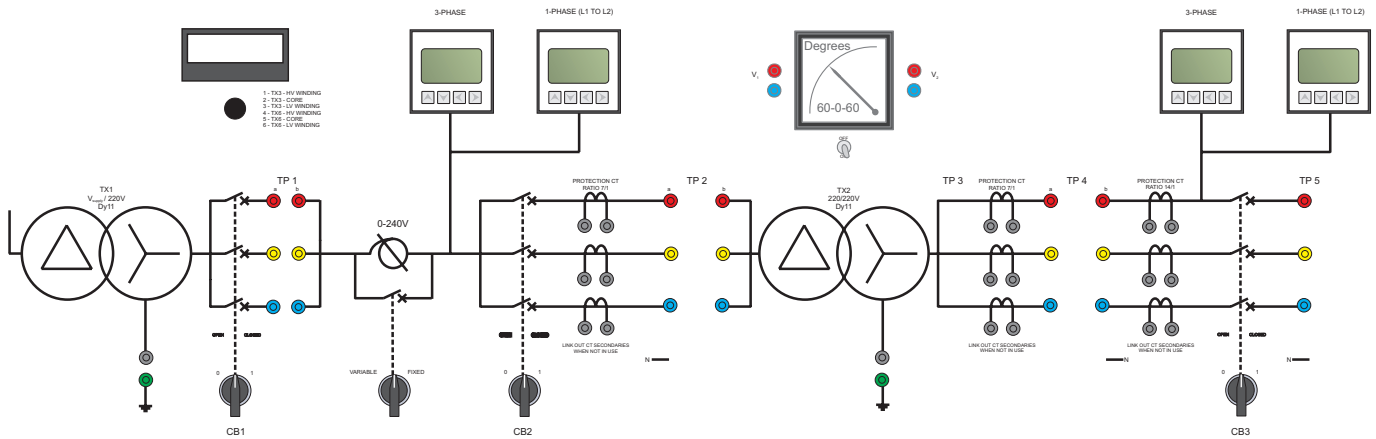 3-PHASE
1-PHASE (L1 TO L2)
3-PHASE
1-PHASE (L1 TO L2)
Degrees
60-0-60
V₁
V₂
OFF
1 - TX3 - HV WINDING
2 - TX3 - CORE
3 - TX3 - LV WINDING
4 - TX6 - HV WINDING
5 - TX6 - CORE
6 - TX6 - LV WINDING
TX1
Vsupply / 220V
Dy11
TP 1
a
b
0-240V
PROTECTION CT
RATIO 7/1
TP 2
a
b
TX2
220/220V
Dy11
TP 3
PROTECTION CT
RATIO 7/1
TP 4
a
b
PROTECTION CT
RATIO 14/1
TP 5
OPEN
CLOSED
OPEN
CLOSED
OPEN
CLOSED
LINK OUT CT SECONDARIES
WHEN NOT IN USE
N
LINK OUT CT SECONDARIES
WHEN NOT IN USE
N
LINK OUT CT SECONDARIES
WHEN NOT IN USE
N
0
1
VARIABLE
FIXED
0
1
0
1
CB1
CB2
CB3